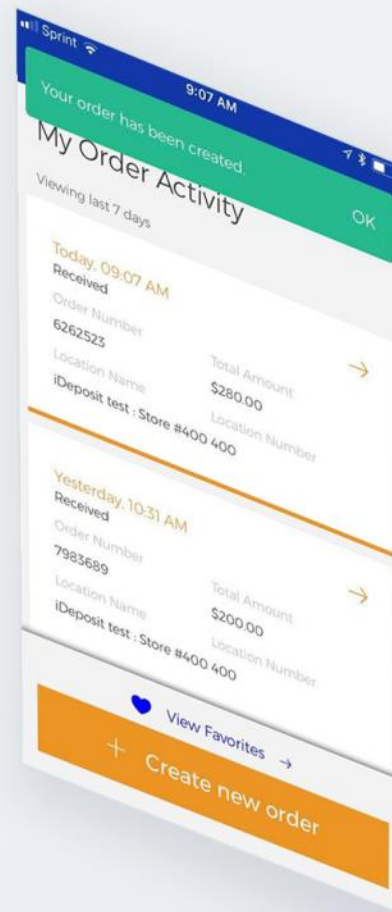 Sprint
9:07 AM
Your order has been created.
OK
My Order Activity
Viewing last 7 days
Today, 09:07 AM
Received
Order Number
Total Amount
6262523
$280.00
Location Name
Location Number
iDeposit test : Store #400 400
Yesterday, 10:31 AM
Received
Order Number
Total Amount
7983689
$200.00
Location Name
Location Number
iDeposit test : Store #400 400
View Favorites →
+ Create new order